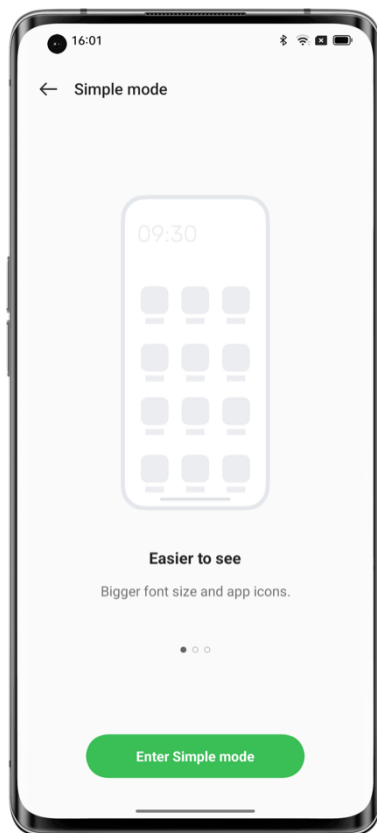 16:01
Simple mode
09:30
Easier to see
Bigger font size and app icons.
Enter Simple mode